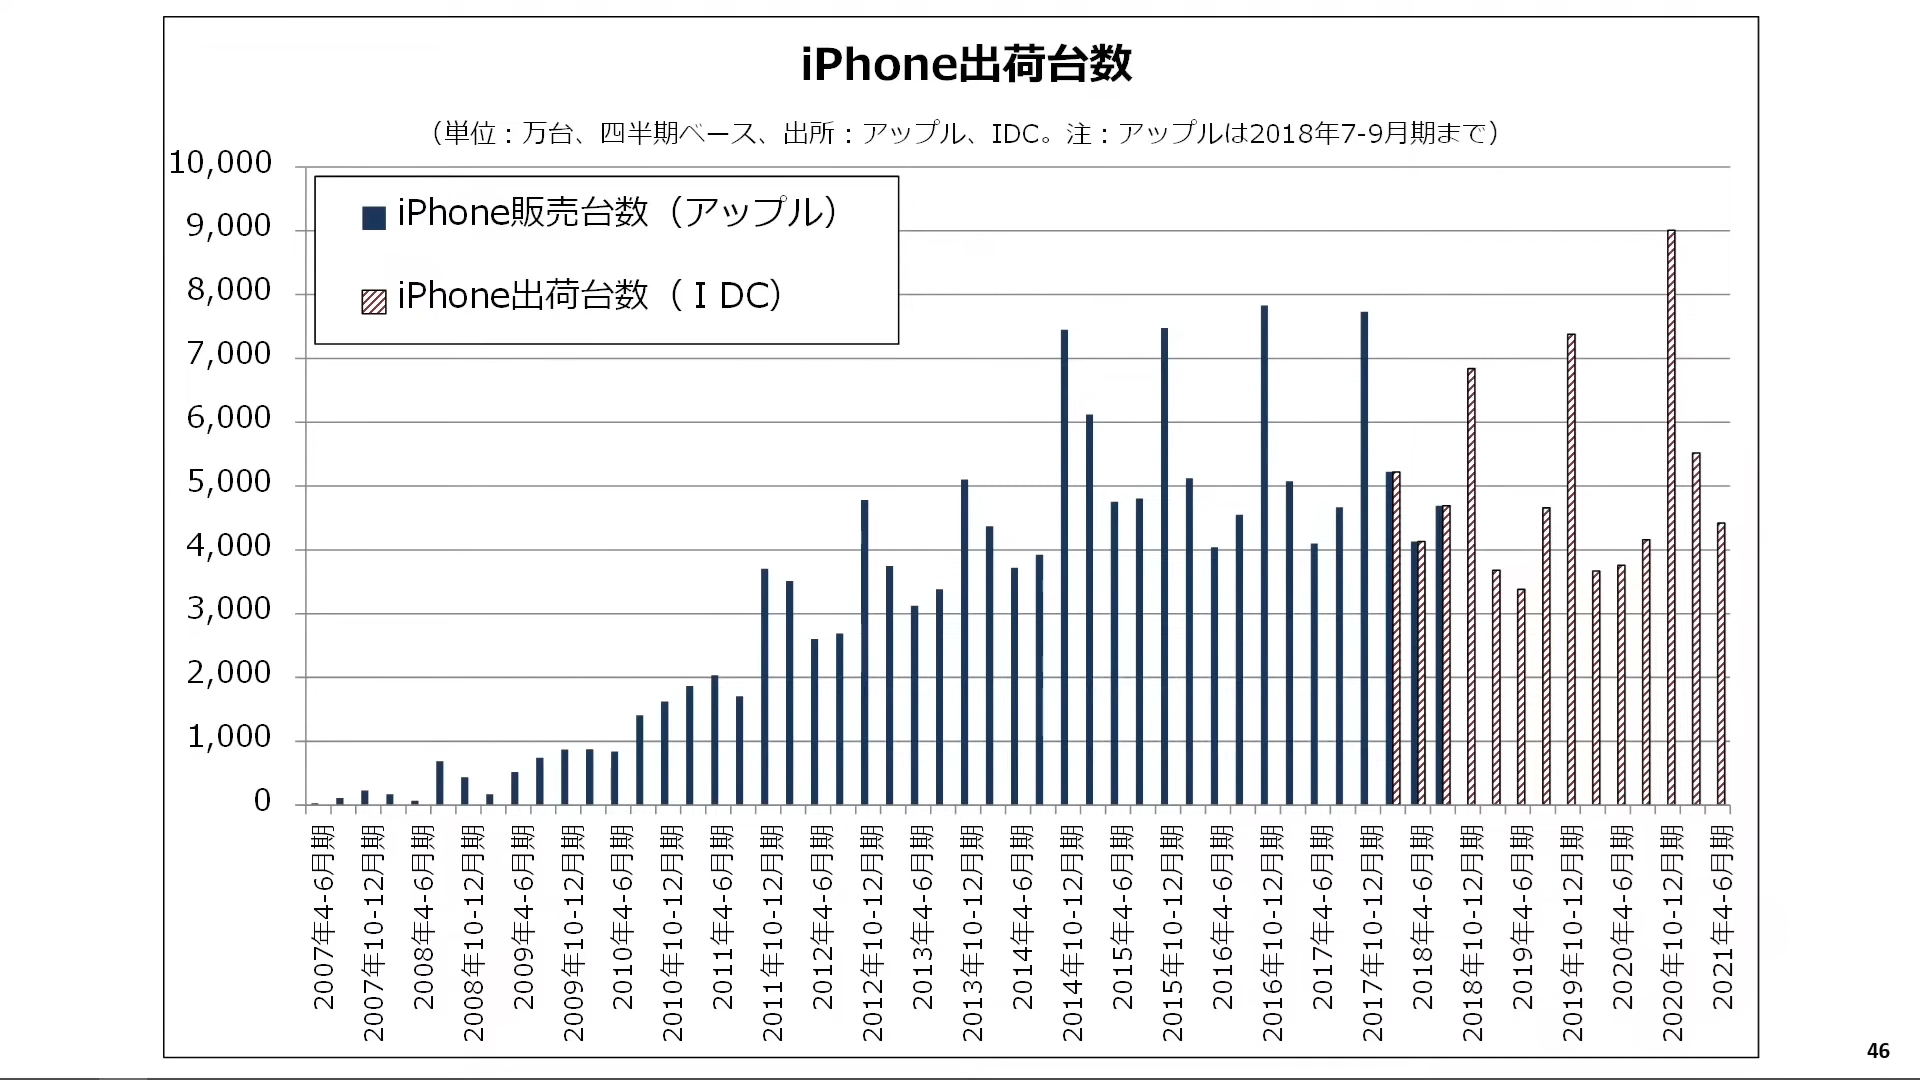 iPhone出荷台数
（単位：万台、四半期ベース、出所：アップル、IDC。注：アップルは2018年7-9月期まで）
10,000
9,000
8,000
7,000
6,000
5,000
4,000
3,000
2,000
1,000
0
iPhone販売台数（アップル）
iPhone出荷台数（ＩDC）
2007年4-6月期
2007年10-12月期
2008年4-6月期
2008年10-12月期
2009年4-6月期
2009年10-12月期
2010年4-6月期
2010年10-12月期
2011年4-6月期
2011年10-12月期
2012年4-6月期
2012年10-12月期
2013年4-6月期
2013年10-12月期
2014年4-6月期
2014年10-12月期
2015年4-6月期
2015年10-12月期
2016年4-6月期
2016年10-12月期
2017年4-6月期
2017年10-12月期
2018年4-6月期
2018年10-12月期
2019年4-6月期
2019年10-12月期
2020年4-6月期
2020年10-12月期
2021年4-6月期
46